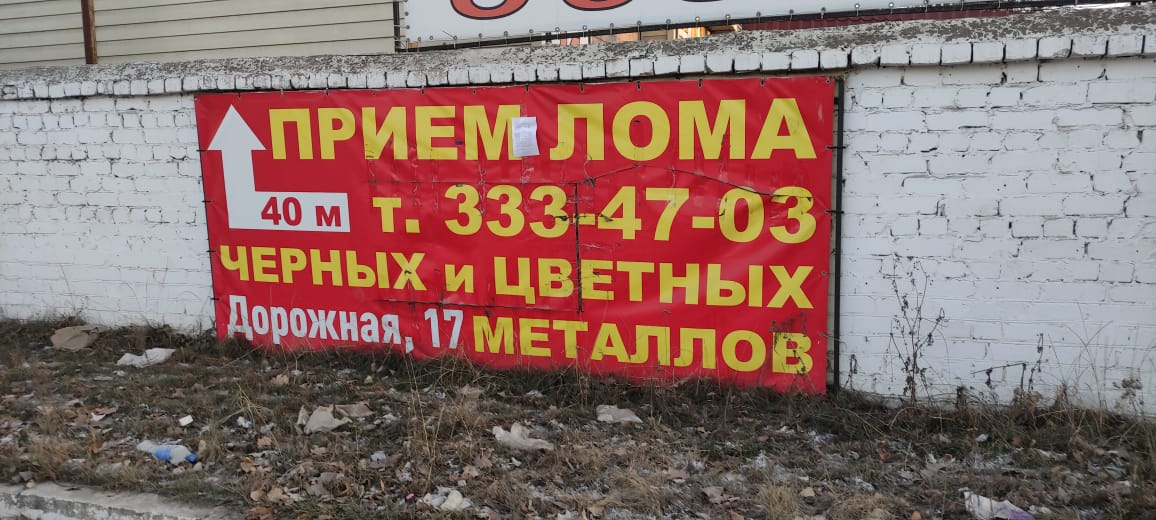 ПРИЕМ ЛОМА
40 м
т. 333-47-03
ЧЕРНЫХ и ЦВЕТНЫХ
Дорожная, 17 МЕТАЛЛОВ